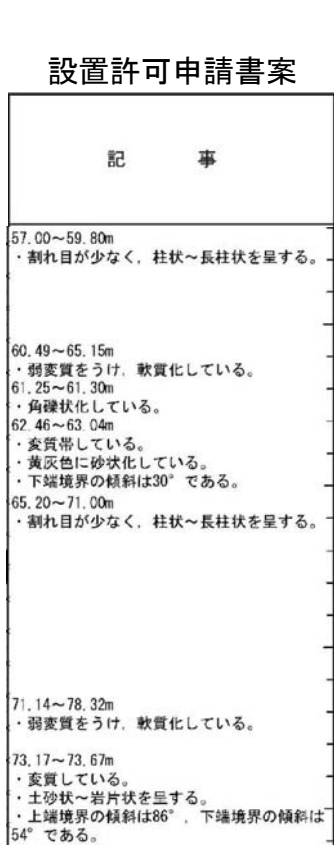 設置許可申請書案
記 事
57.00～59.80m
・割れ目が少なく，柱状～長柱状を呈する。
60.49～65.15m
・弱変質をうけ，軟質化している。
61.25～61.30m
・角礫状化している。
62.46～63.04m
・変質帯している。
・黄灰色に砂状化している。
・下端境界の傾斜は30°である。
65.20～71.00m
・割れ目が少なく，柱状～長柱状を呈する。
71.14～78.32m
・弱変質をうけ，軟質化している。
73.17～73.67m
・変質している。
・土砂状～岩片状を呈する。
・上端境界の傾斜は86°，下端境界の傾斜は
54°である。